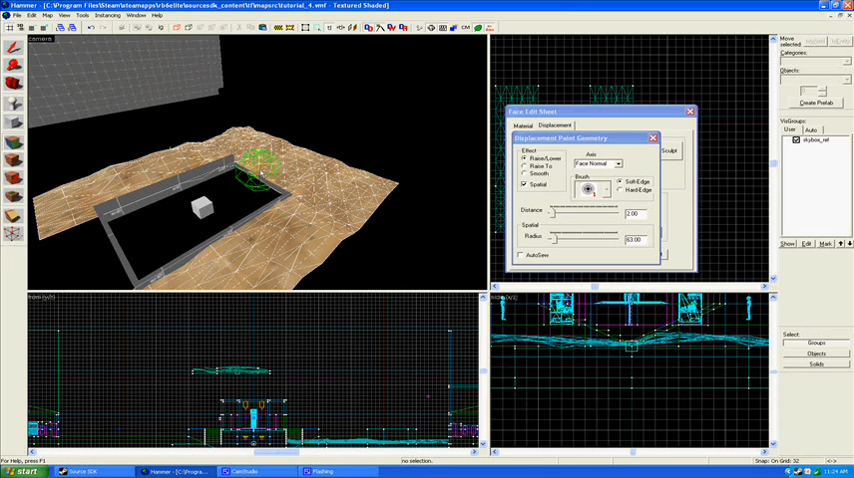 Hammer - [C:\Program Files\Steam\steamapps\rb6elite\sourcesdk_content\tf\mapsrc\tutorial_4.vmf - Textured Shaded]
File Edit Map View Tools Instancing Window Help
camera
Face Edit Sheet
Material Displacement
Sculpt
Displacement Paint Geometry
Effect
Raise/Lower
Raise To
Smooth
Spatial
Axis
Face Normal
Brush
Soft-Edge
Hard-Edge
Distance 2.00
Spatial
Radius 63.00
AutoSew
Move
selected:
Categories:
Objects:
Create Prefab
VisGroups:
User Auto
skybox_ref
Show Edit Mark
Select:
Groups
Objects
Solids
front (y/z)
For Help, press F1
no selection.
Snap: On Grid: 32
start
Source SDK
Hammer - [C:\Progra...
CamStudio
Flashing
11:24 AM